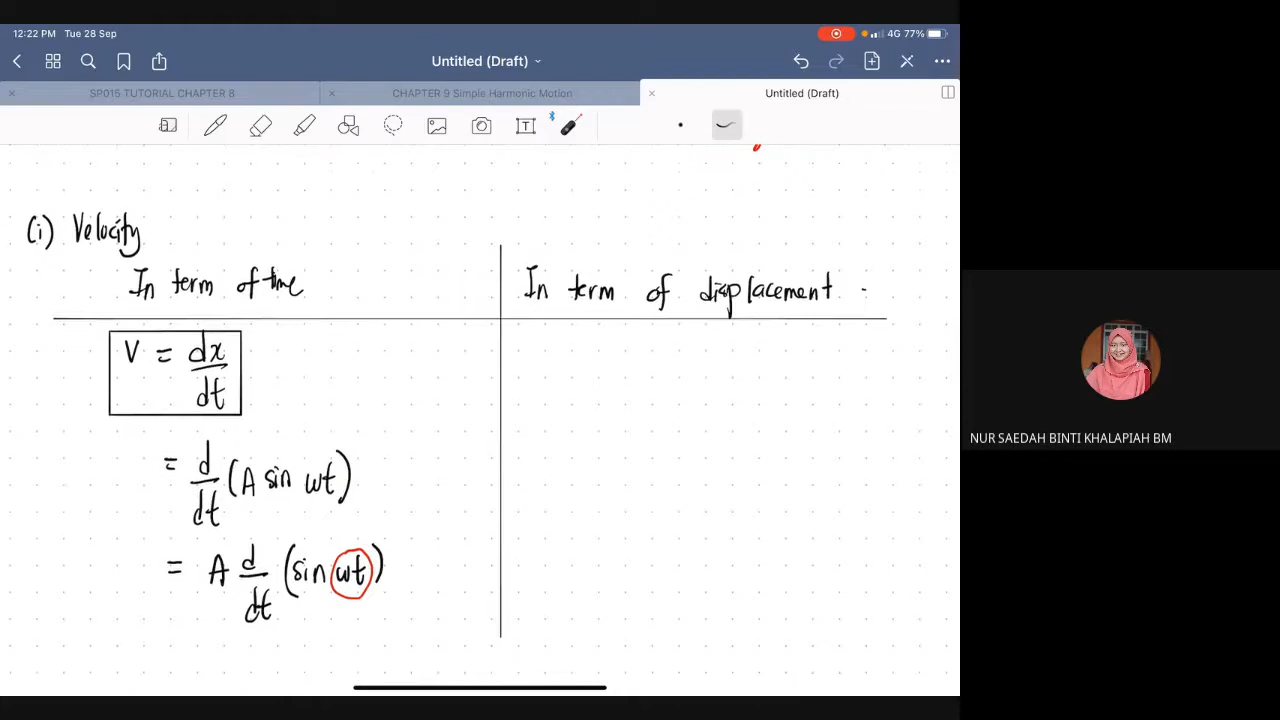 12:22 PM Tue 28 Sep
4G 77%
Untitled (Draft)
SP015 TUTORIAL CHAPTER 8
CHAPTER 9 Simple Harmonic Motion
Untitled (Draft)
(i) Velocity
In term of time
In term of displacement .
V = dx/dt
= d/dt (A sin ωt)
= A d/dt (sin ωt)
NUR SAEDAH BINTI KHALAPIAH BM